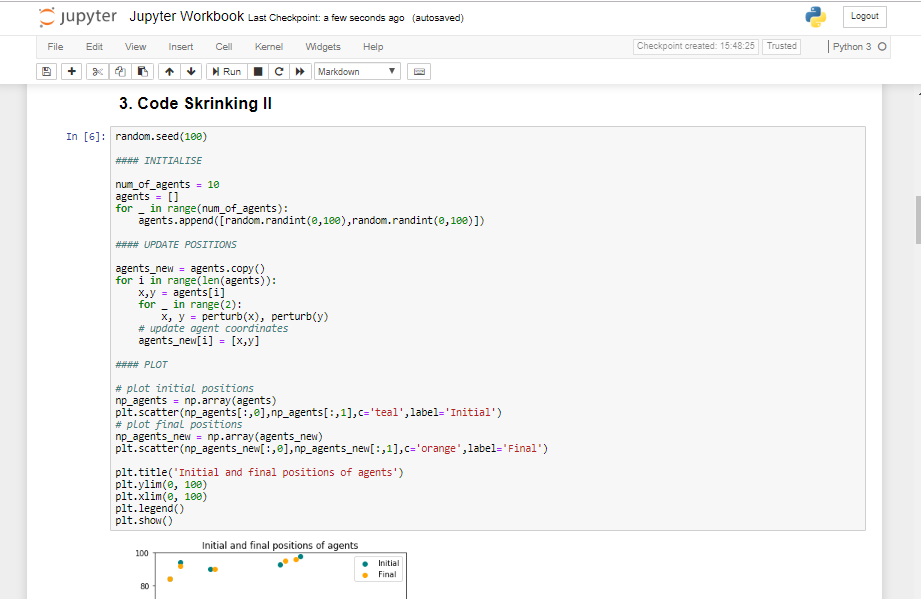 jupyter Jupyter Workbook Last Checkpoint: a few seconds ago (autosaved) Logout
File Edit View Insert Cell Kernel Widgets Help Checkpoint created: 15:48:25 Trusted Python 3
Run Markdown
3. Code Skrinking II
In [6]: random.seed(100)
#### INITIALISE
num_of_agents = 10
agents = []
for _ in range(num_of_agents):
    agents.append([random.randint(0,100),random.randint(0,100)])
#### UPDATE POSITIONS
agents_new = agents.copy()
for i in range(len(agents)):
    x,y = agents[i]
    for _ in range(2):
        x, y = perturb(x), perturb(y)
    # update agent coordinates
    agents_new[i] = [x,y]
#### PLOT
# plot initial positions
np_agents = np.array(agents)
plt.scatter(np_agents[:,0],np_agents[:,1],c='teal',label='Initial')
# plot final positions
np_agents_new = np.array(agents_new)
plt.scatter(np_agents_new[:,0],np_agents_new[:,1],c='orange',label='Final')
plt.title('Initial and final positions of agents')
plt.ylim(0, 100)
plt.xlim(0, 100)
plt.legend()
plt.show()
Initial and final positions of agents
100
Initial
Final
80